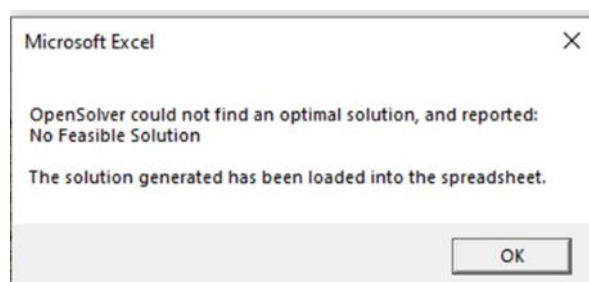 Microsoft Excel
OpenSolver could not find an optimal solution, and reported:
No Feasible Solution
The solution generated has been loaded into the spreadsheet.
OK